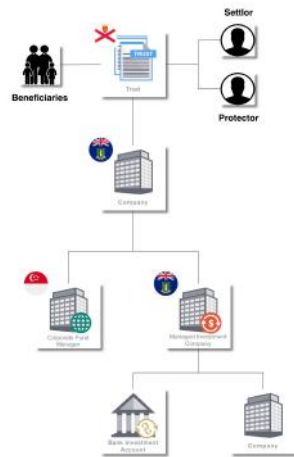 Settlor
TRUST
Beneficiaries
Trust
Protector
Company
Corporate Fund
Manager
Managed Investment
Company
Bank Investment
Account
Company